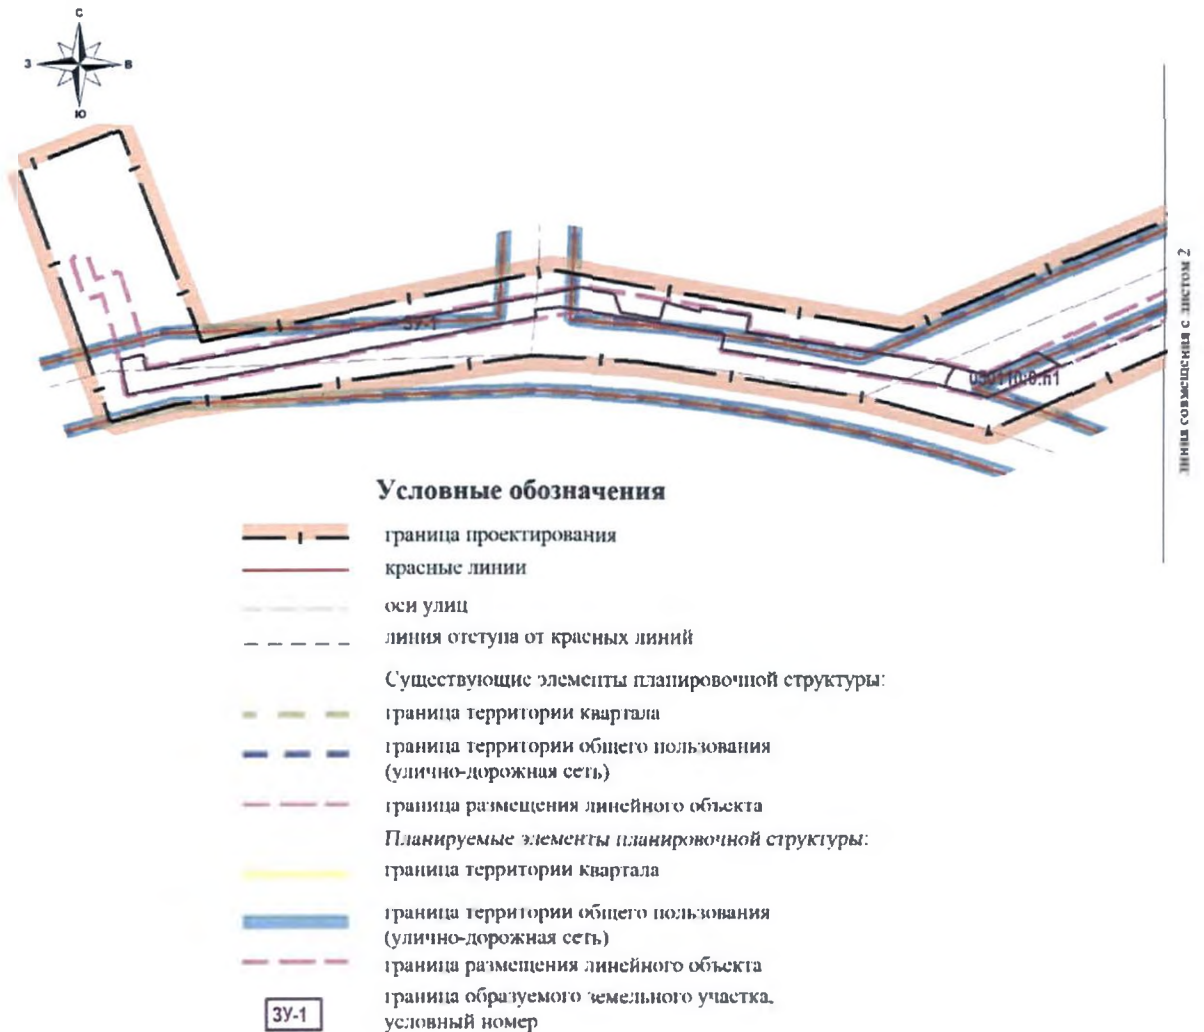 С
З В
Ю
ЗУ-1
линия совмещения с листом 2
Условные обозначения
граница проектирования
красные линии
оси улиц
линия отступа от красных линий
Существующие элементы планировочной структуры:
граница территории квартала
граница территории общего пользования
(улично-дорожная сеть)
граница размещения линейного объекта
Планируемые элементы планировочной структуры:
граница территории квартала
граница территории общего пользования
(улично-дорожная сеть)
граница размещения линейного объекта
ЗУ-1
граница образуемого земельного участка,
условный номер